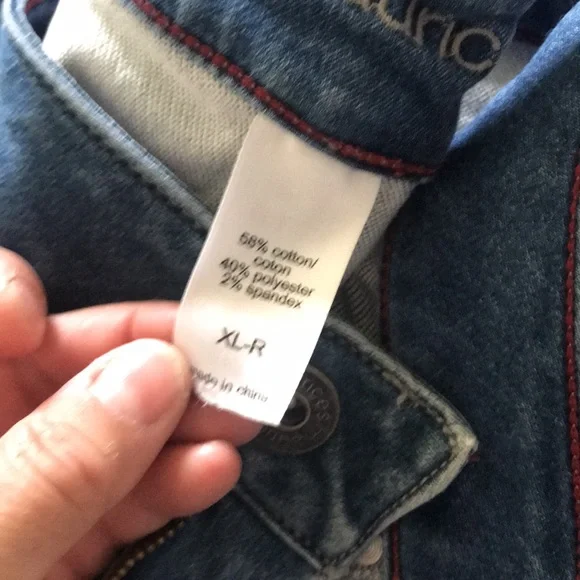 58% cotton/
coton
40% polyester
2% spandex
XL-R
made in china